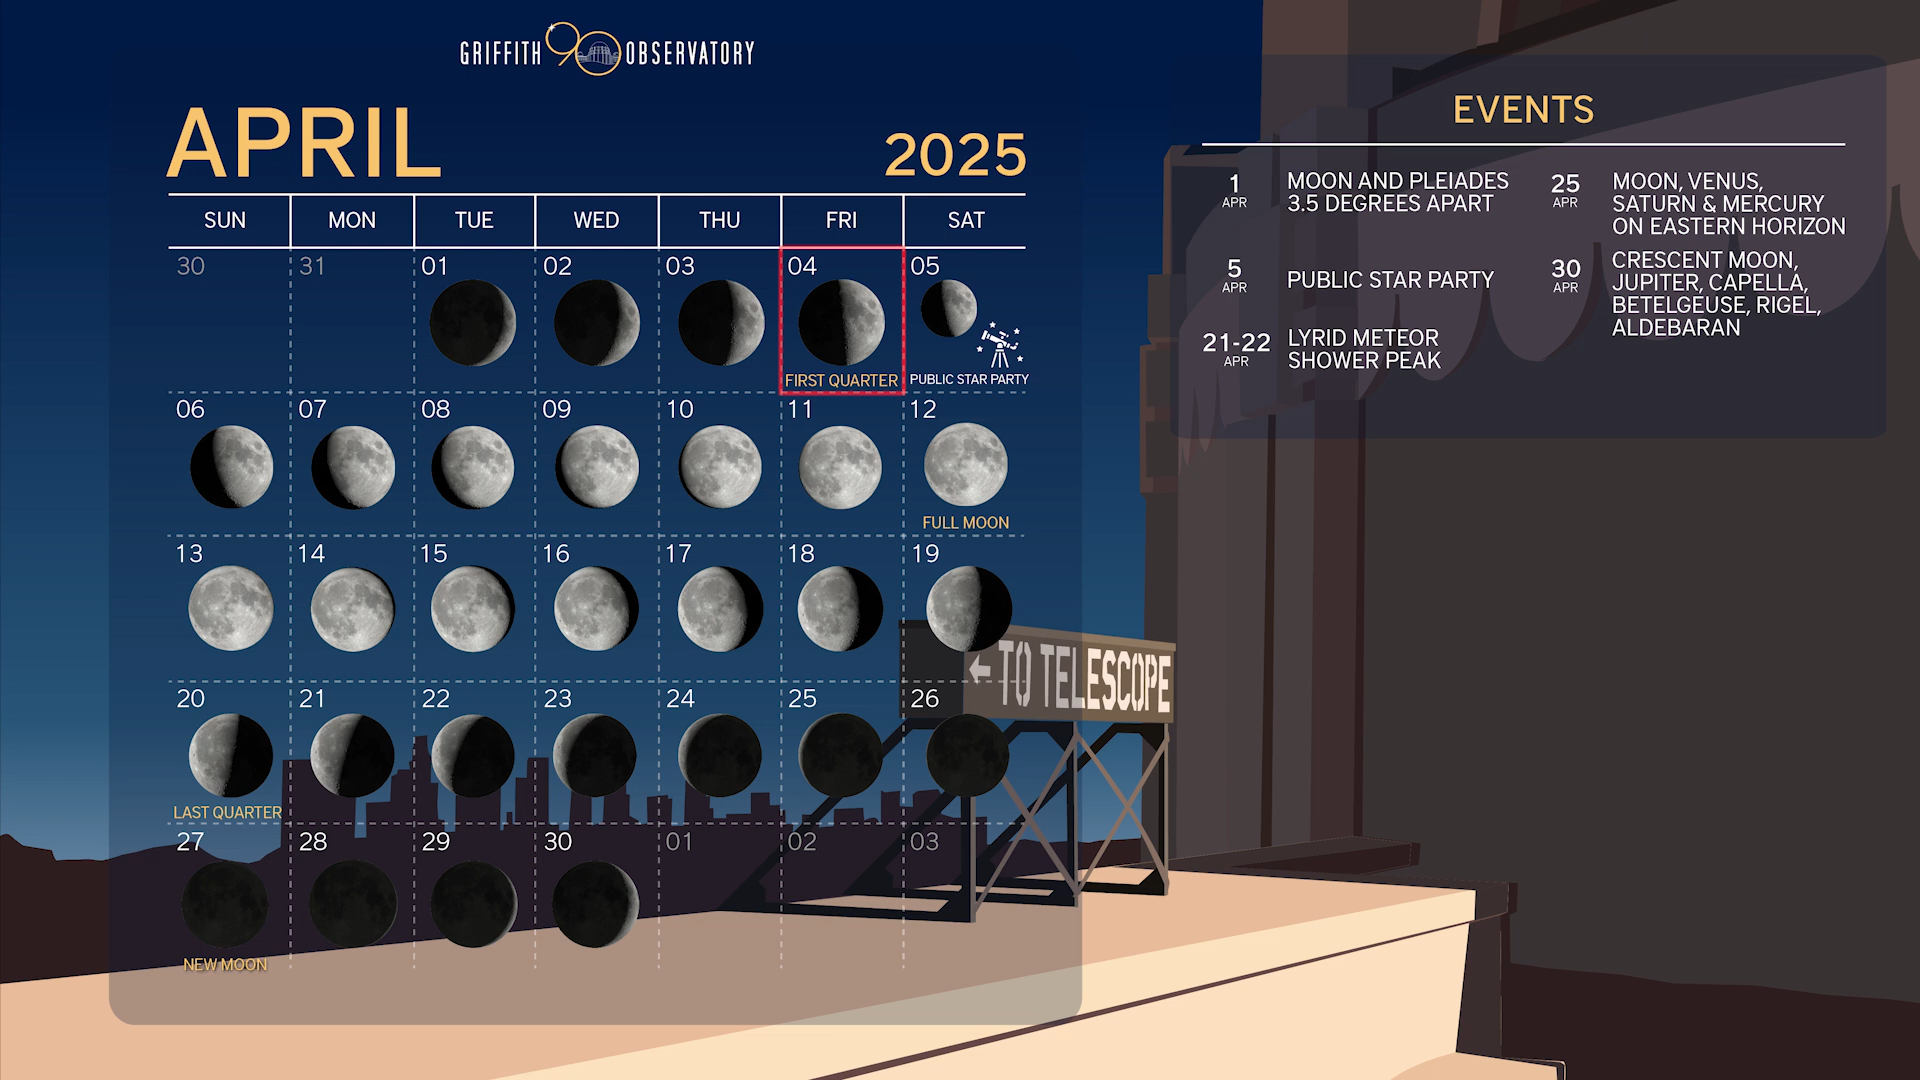 GRIFFITH 90 OBSERVATORY
APRIL
2025
SUN MON TUE WED THU FRI SAT
30 31 01 02 03 04 05
FIRST QUARTER
PUBLIC STAR PARTY
06 07 08 09 10 11 12
FULL MOON
13 14 15 16 17 18 19
20 21 22 23 24 25 26
LAST QUARTER
27 28 29 30 01 02 03
NEW MOON
← TO TELESCOPE
EVENTS
1
APR
MOON AND PLEIADES
3.5 DEGREES APART
5
APR
PUBLIC STAR PARTY
21-22
APR
LYRID METEOR
SHOWER PEAK
25
APR
MOON, VENUS,
SATURN & MERCURY
ON EASTERN HORIZON
30
APR
CRESCENT MOON,
JUPITER, CAPELLA,
BETELGEUSE, RIGEL,
ALDEBARAN